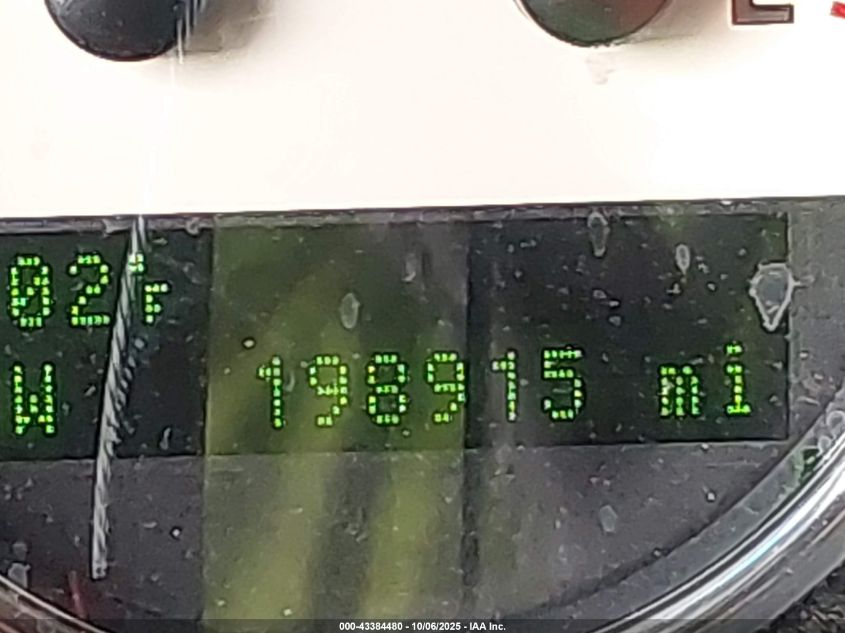 E
02°F
W 198915 mi
000-43384480 - 10/06/2025 - IAA Inc.